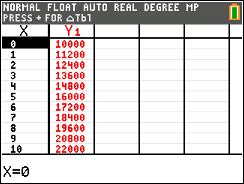 NORMAL FLOAT AUTO REAL DEGREE MP
PRESS + FOR △Tbl
X Y1
0 10000
1 11200
2 12400
3 13600
4 14800
5 16000
6 17200
7 18400
8 19600
9 20800
10 22000
X=0